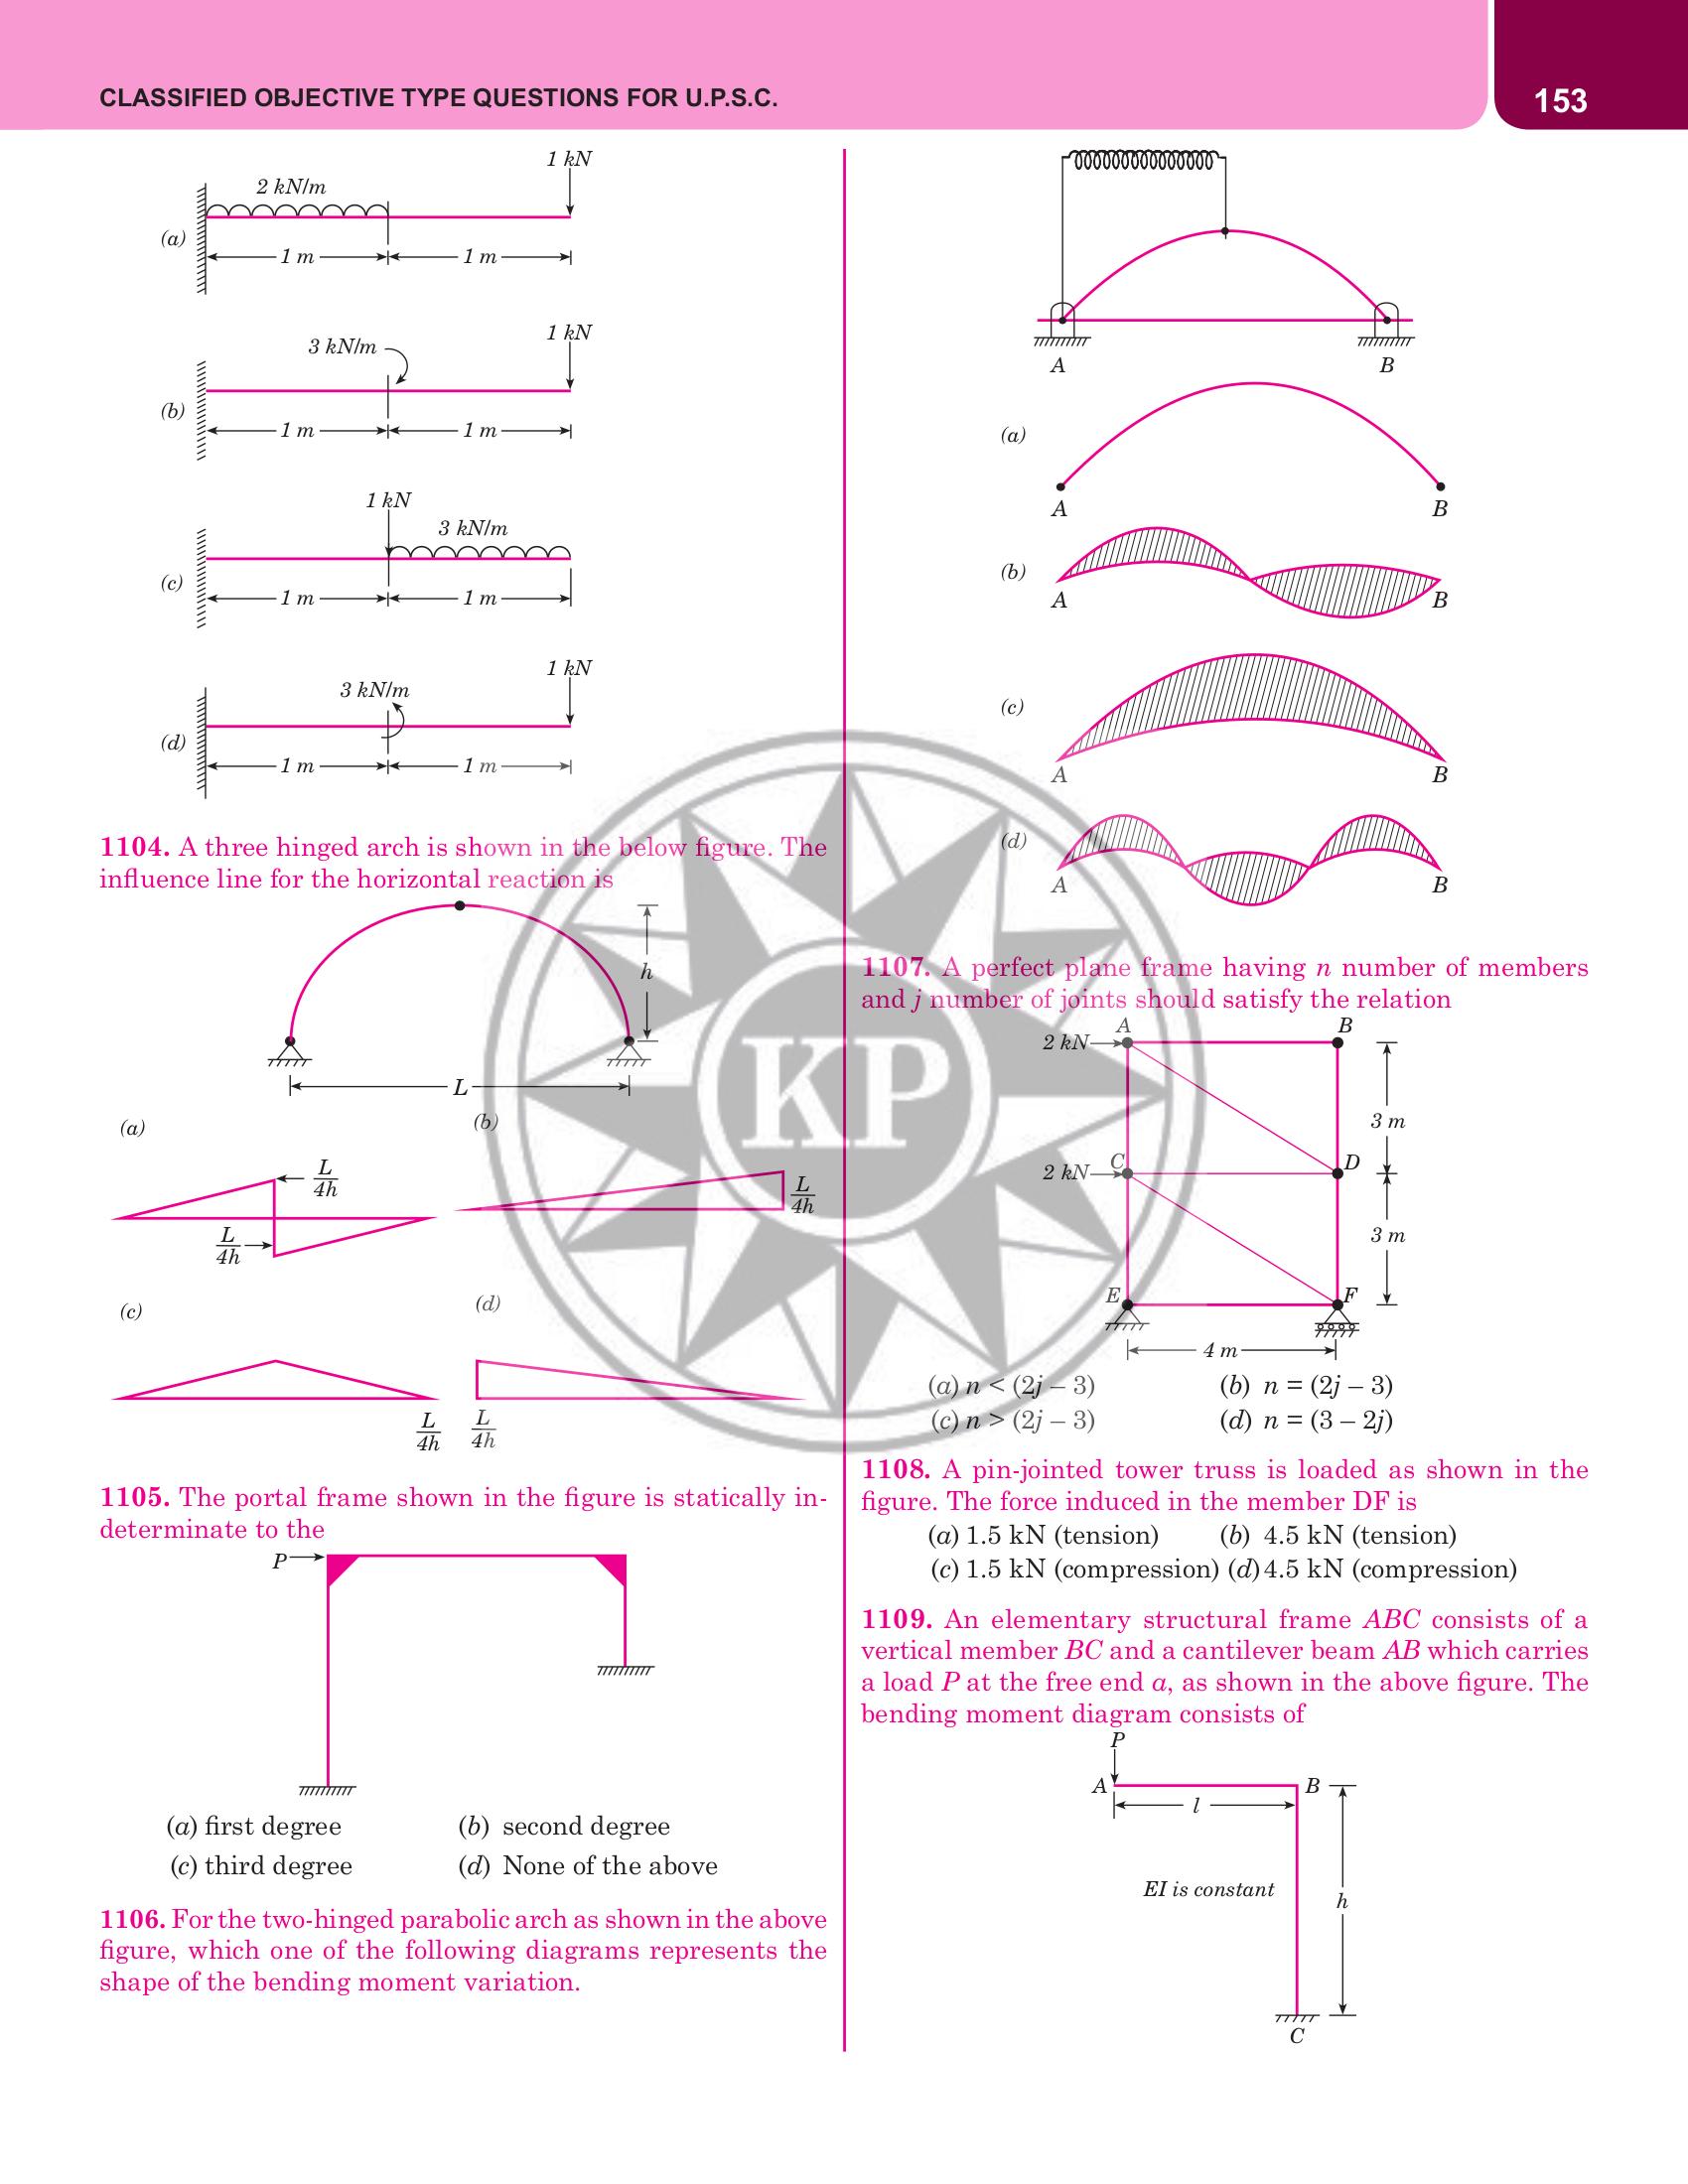 CLASSIFIED OBJECTIVE TYPE QUESTIONS FOR U.P.S.C.
153
1 kN
2 kN/m
(a)
1 m
1 m
1 kN
3 kN/m
(b)
1 m
1 m
1 kN
3 kN/m
(c)
1 m
1 m
1 kN
3 kN/m
(d)
1 m
1 m
1104. A three hinged arch is shown in the below figure. The
influence line for the horizontal reaction is
h
L
(a)
(b)
L
4h
L
4h
L
4h
(c)
(d)
L
4h
L
4h
1105. The portal frame shown in the figure is statically in-
determinate to the
P
(a) first degree
(b) second degree
(c) third degree
(d) None of the above
1106. For the two-hinged parabolic arch as shown in the above
figure, which one of the following diagrams represents the
shape of the bending moment variation.
A
B
(a)
A
B
(b)
A
B
(c)
A
B
(d)
A
B
KP
1107. A perfect plane frame having n number of members
and j number of joints should satisfy the relation
A
B
2 kN
3 m
C
D
2 kN
3 m
E
F
4 m
(a) n < (2j – 3)
(b) n = (2j – 3)
(c) n > (2j – 3)
(d) n = (3 – 2j)
1108. A pin-jointed tower truss is loaded as shown in the
figure. The force induced in the member DF is
(a) 1.5 kN (tension)
(b) 4.5 kN (tension)
(c) 1.5 kN (compression) (d) 4.5 kN (compression)
1109. An elementary structural frame ABC consists of a
vertical member BC and a cantilever beam AB which carries
a load P at the free end a, as shown in the above figure. The
bending moment diagram consists of
P
A
B
l
EI is constant
h
C